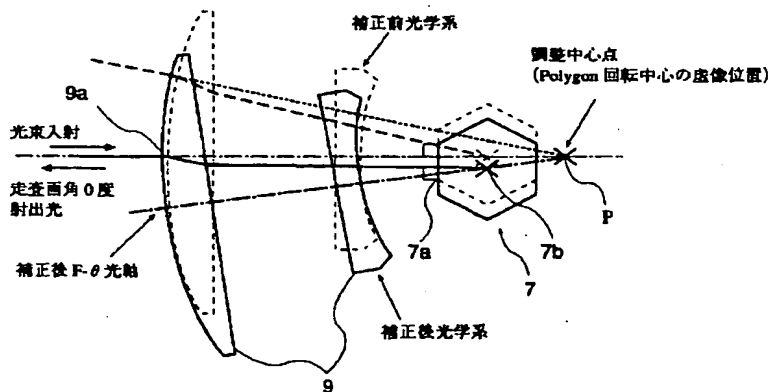 補正前光学系
調整中心点
(Polygon 回転中心の虚像位置)
9a
光束入射
走査画角0度
射出光
P
7a
7b
補正後 F-θ 光軸
7
補正後光学系
9